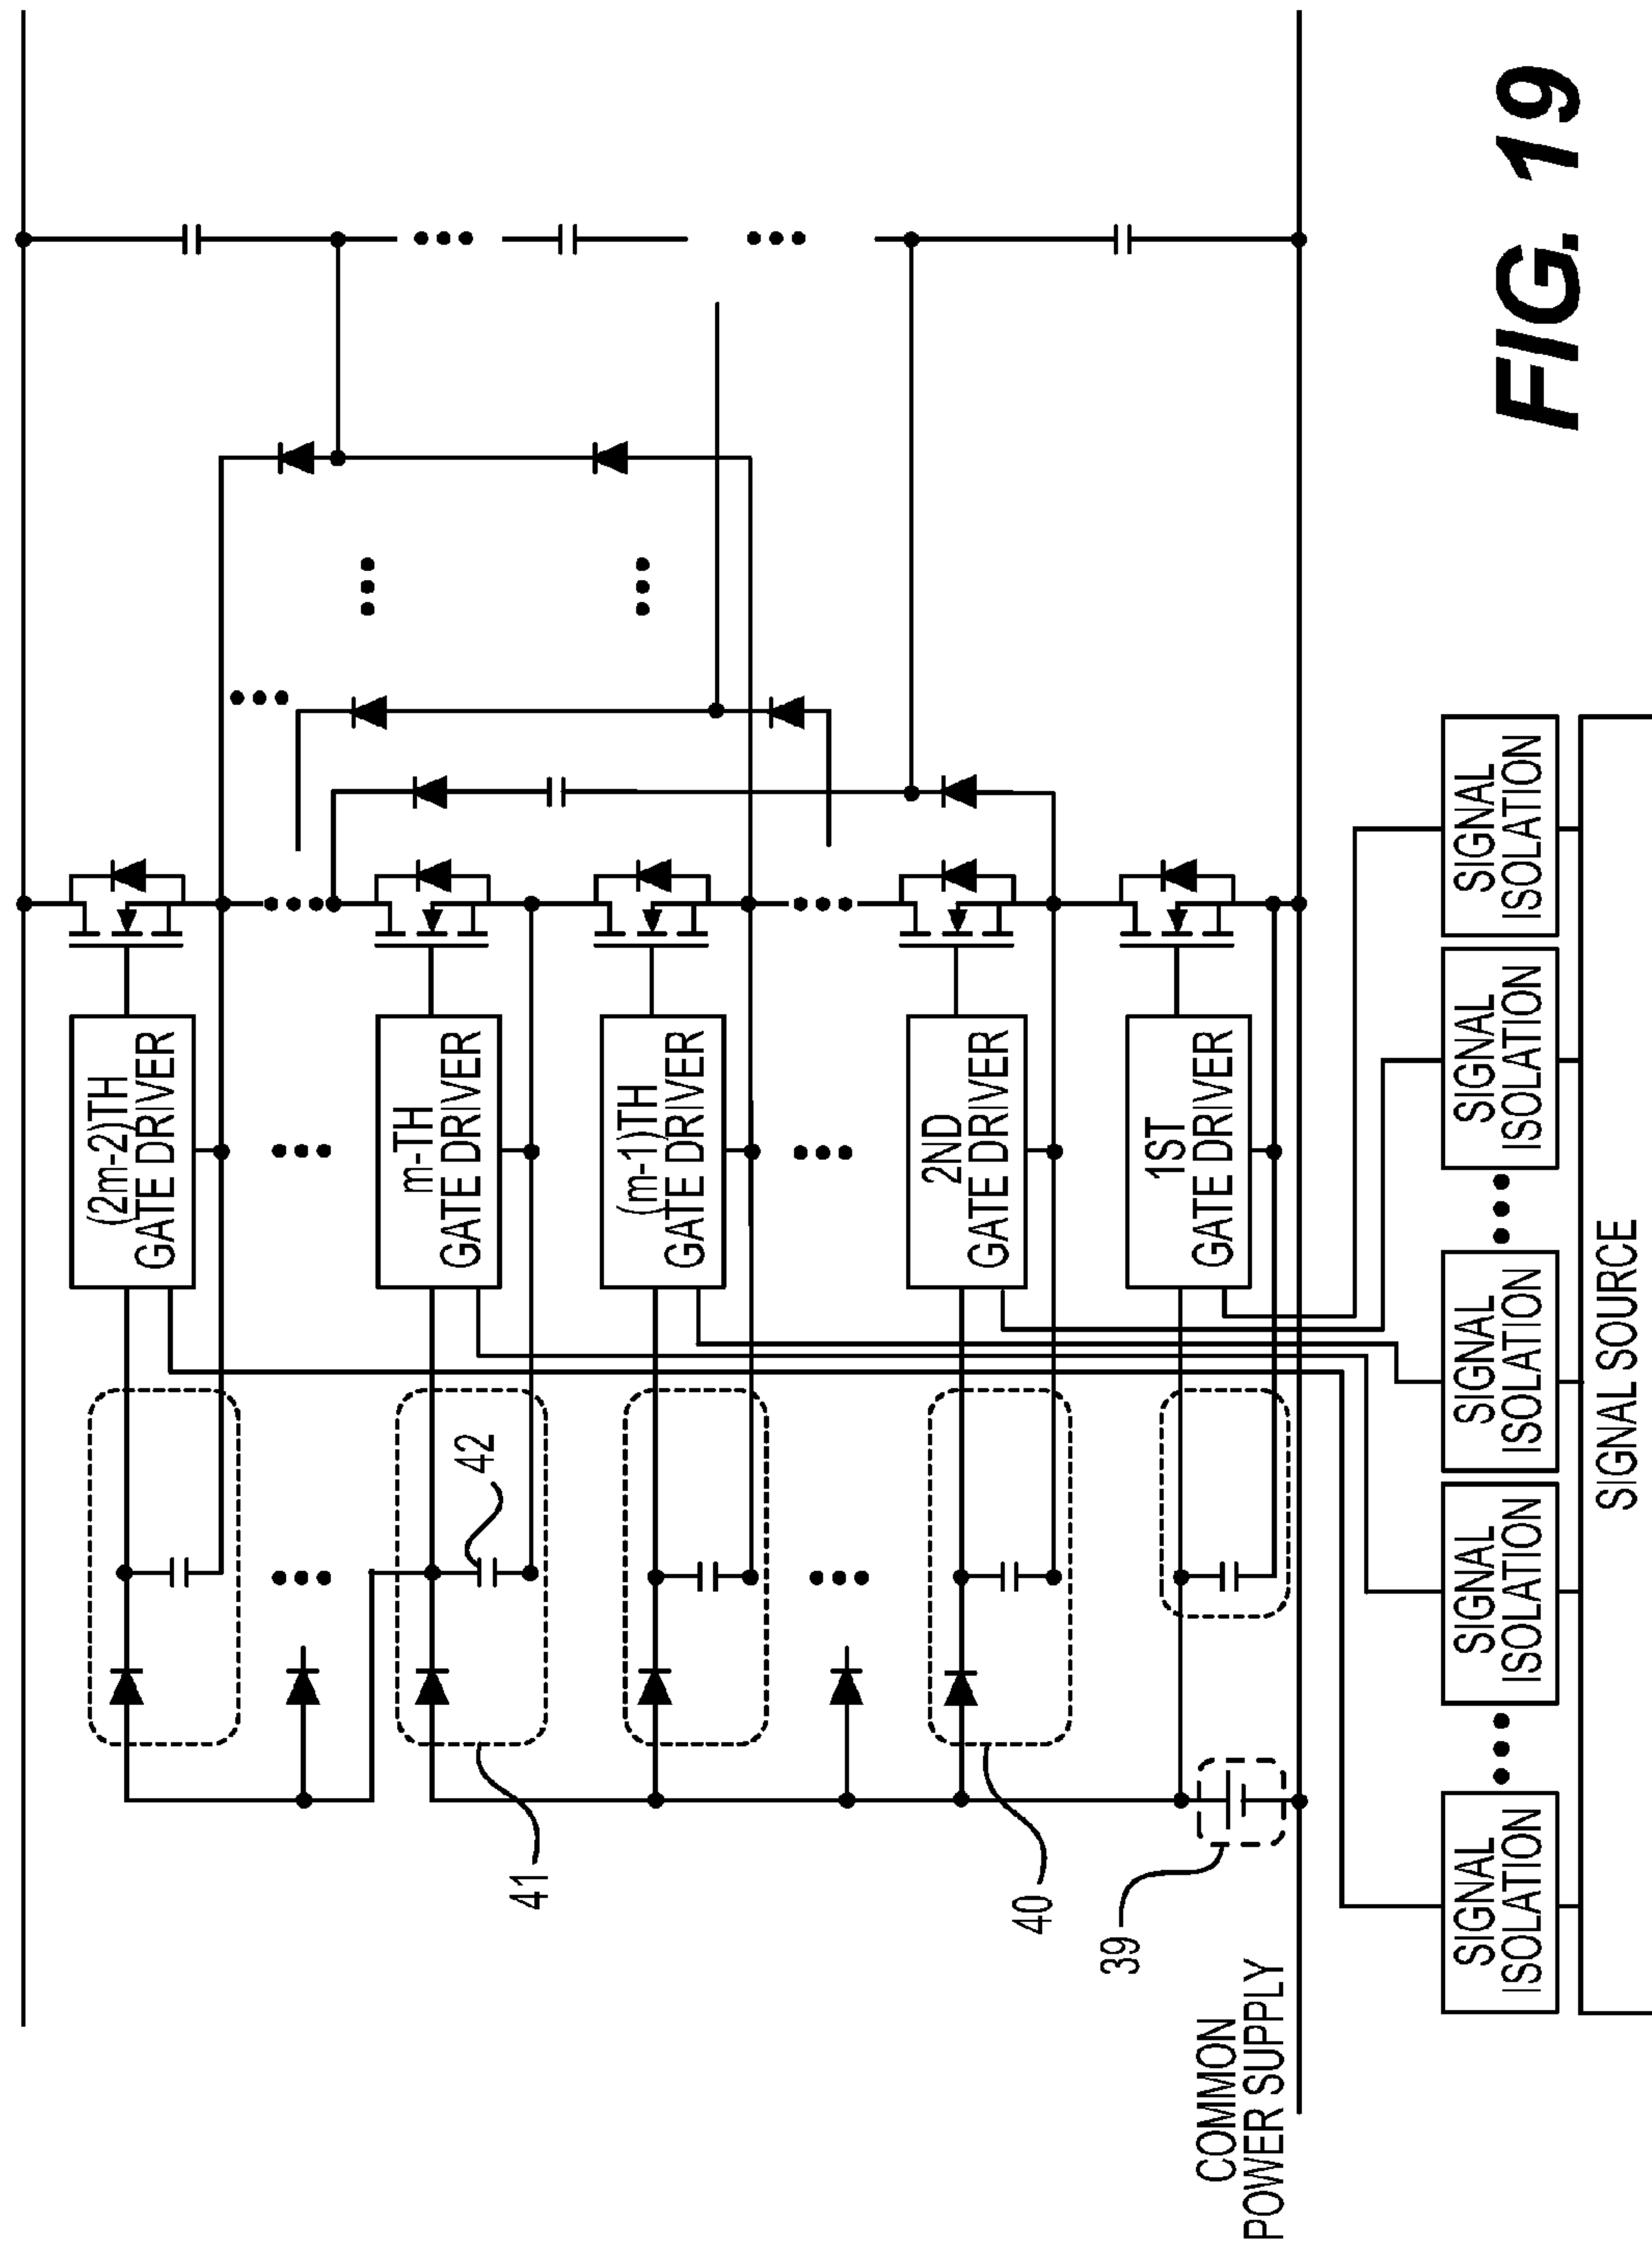 (2m-2)TH
GATE DRIVER
m-TH
GATE DRIVER
(m-1)TH
GATE DRIVER
2ND
GATE DRIVER
1ST
GATE DRIVER
42
41
40
39
COMMON
POWER SUPPLY
SIGNAL
ISOLATION
SIGNAL
ISOLATION
SIGNAL
ISOLATION
SIGNAL
ISOLATION
SIGNAL
ISOLATION
SIGNAL SOURCE
FIG. 19